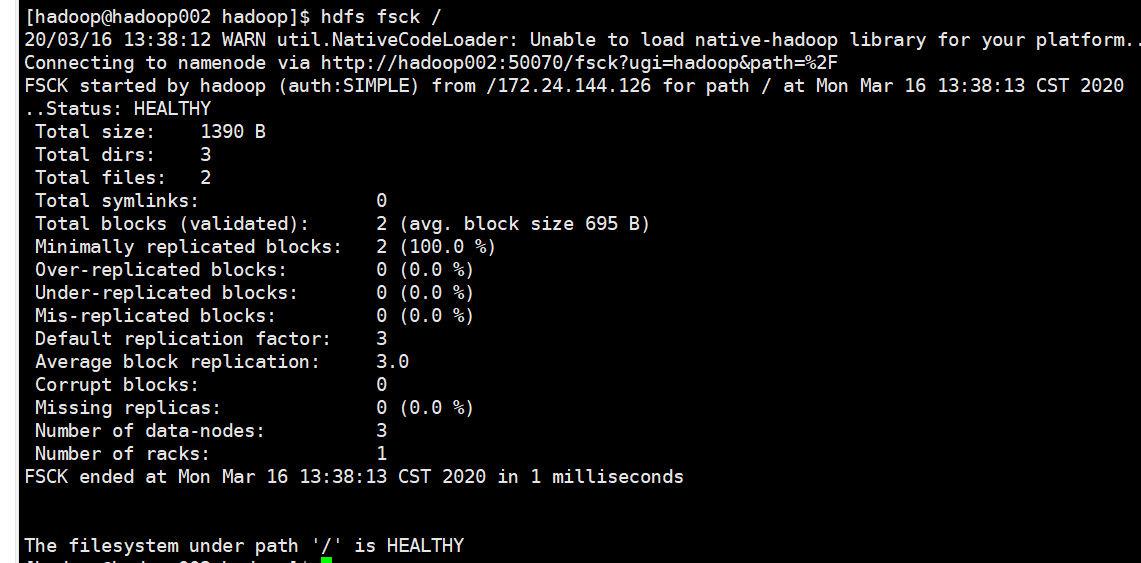 [hadoop@hadoop002 hadoop]$ hdfs fsck /
20/03/16 13:38:12 WARN util.NativeCodeLoader: Unable to load native-hadoop library for your platform..
Connecting to namenode via http://hadoop002:50070/fsck?ugi=hadoop&path=%2F
FSCK started by hadoop (auth:SIMPLE) from /172.24.144.126 for path / at Mon Mar 16 13:38:13 CST 2020
..Status: HEALTHY
Total size:    1390 B
Total dirs:    3
Total files:   2
Total symlinks:                0
Total blocks (validated):      2 (avg. block size 695 B)
Minimally replicated blocks:   2 (100.0 %)
Over-replicated blocks:        0 (0.0 %)
Under-replicated blocks:       0 (0.0 %)
Mis-replicated blocks:         0 (0.0 %)
Default replication factor:    3
Average block replication:     3.0
Corrupt blocks:                0
Missing replicas:              0 (0.0 %)
Number of data-nodes:          3
Number of racks:               1
FSCK ended at Mon Mar 16 13:38:13 CST 2020 in 1 milliseconds
The filesystem under path '/' is HEALTHY